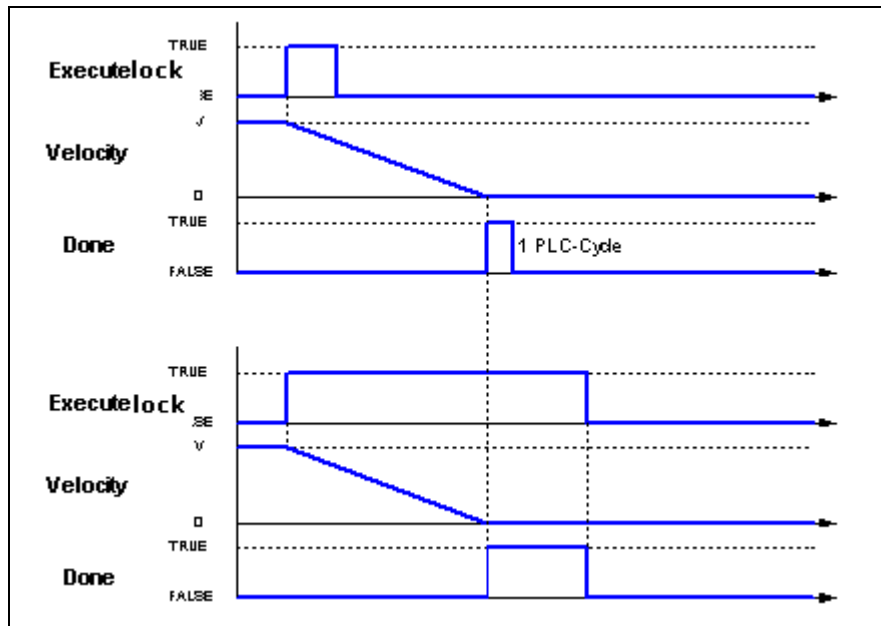 TRUE
Executelock
SE
V
Velocity
0
TRUE
Done
1 PLC-Cycle
FALSE
TRUE
Executelock
SE
V
Velocity
0
TRUE
Done
FALSE